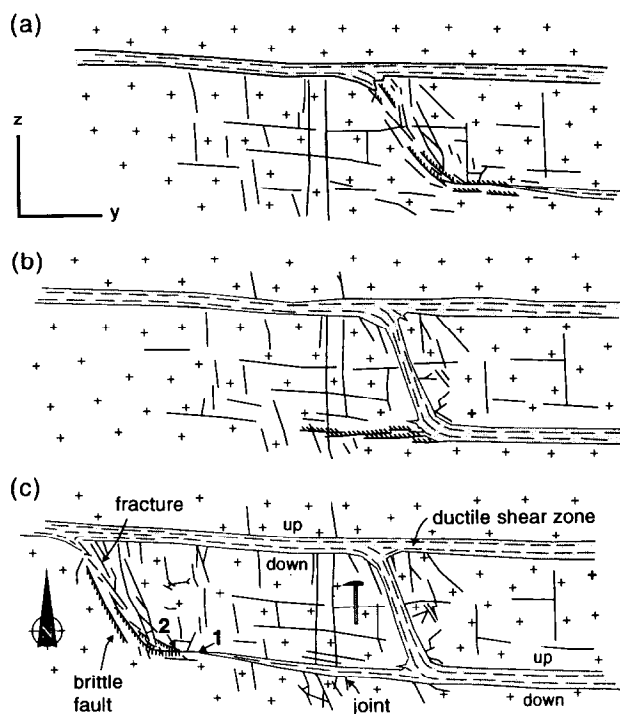 (a)
z
y
(b)
(c)
fracture
up
ductile shear zone
down
2
1
up
brittle
fault
joint
down